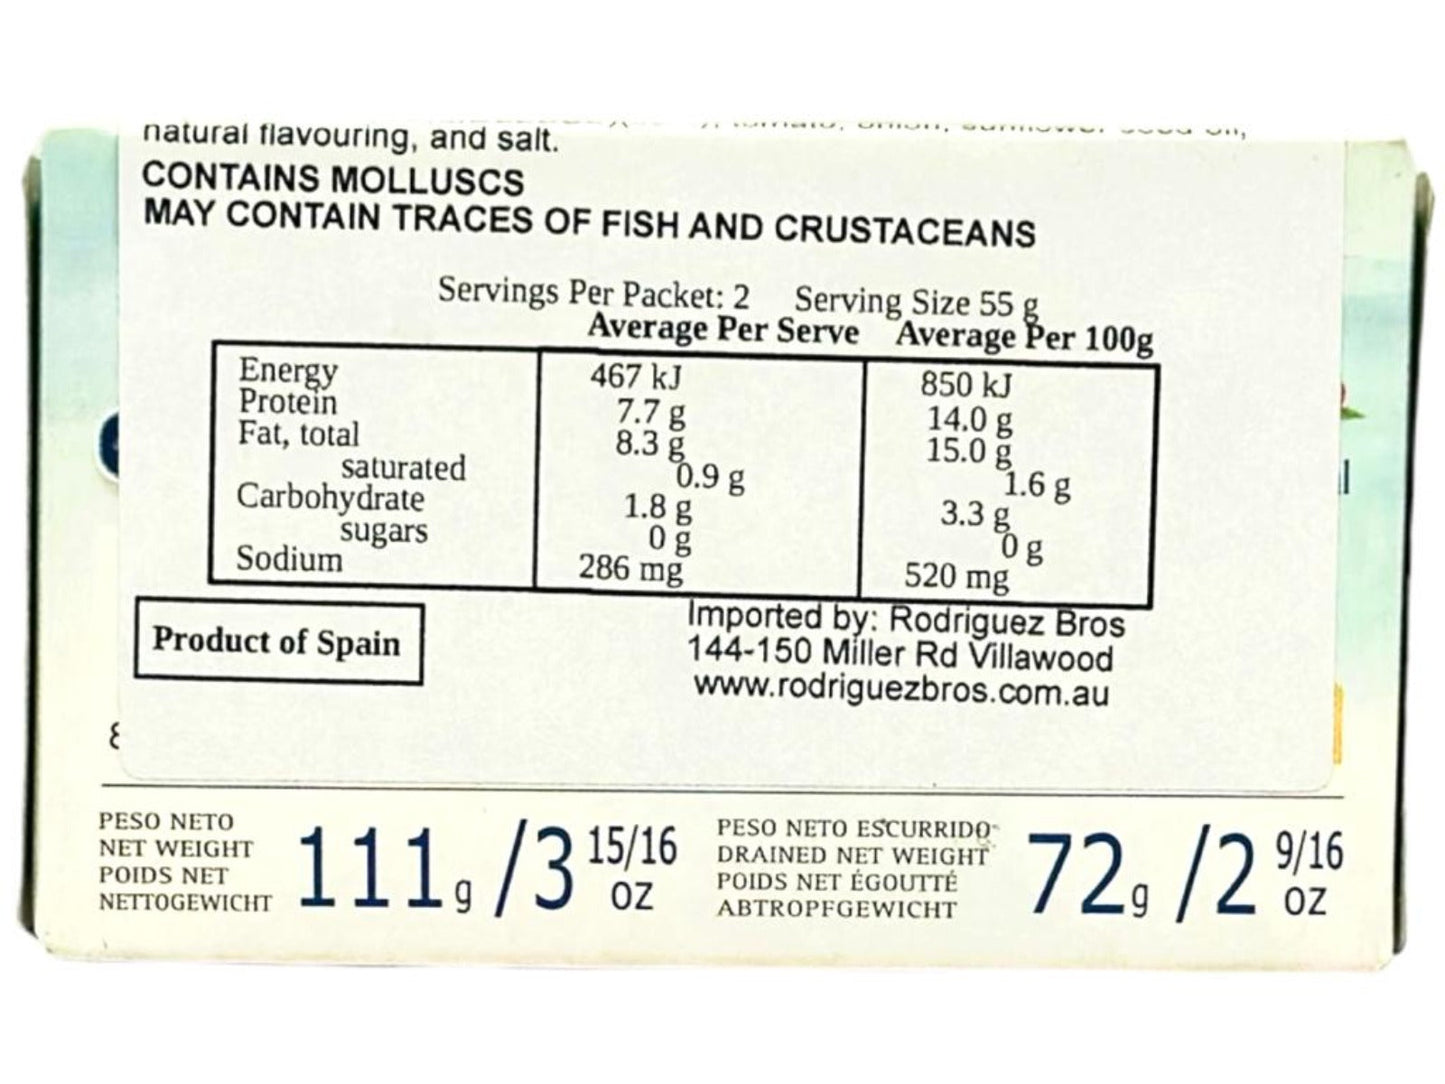 natural flavouring, and salt.
CONTAINS MOLLUSCS
MAY CONTAIN TRACES OF FISH AND CRUSTACEANS
Servings Per Packet: 2 Serving Size 55 g
Average Per Serve Average Per 100g
Energy 467 kJ 850 kJ
Protein 7.7 g 14.0 g
Fat, total 8.3 g 15.0 g
saturated 0.9 g 1.6 g
Carbohydrate 1.8 g 3.3 g
sugars 0 g 0 g
Sodium 286 mg 520 mg
Product of Spain
Imported by: Rodriguez Bros
144-150 Miller Rd Villawood
www.rodriguezbros.com.au
PESO NETO
NET WEIGHT
POIDS NET
NETTOGEWICHT
111g /3 15/16 oz
PESO NETO ESCURRIDO
DRAINED NET WEIGHT
POIDS NET ÉGOUTTÉ
ABTROPFGEWICHT
72g /2 9/16 oz